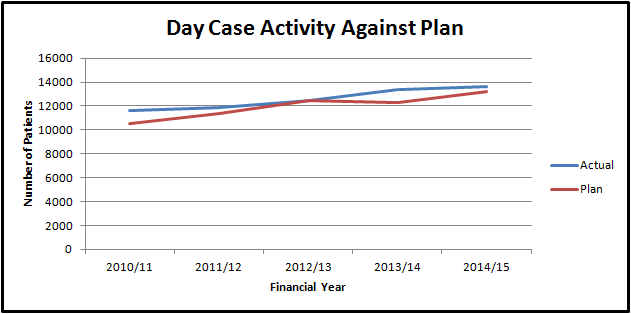 Day Case Activity Against Plan
Number of Patients
16000
14000
12000
10000
8000
6000
4000
2000
0
2010/11 2011/12 2012/13 2013/14 2014/15
Financial Year
Actual
Plan